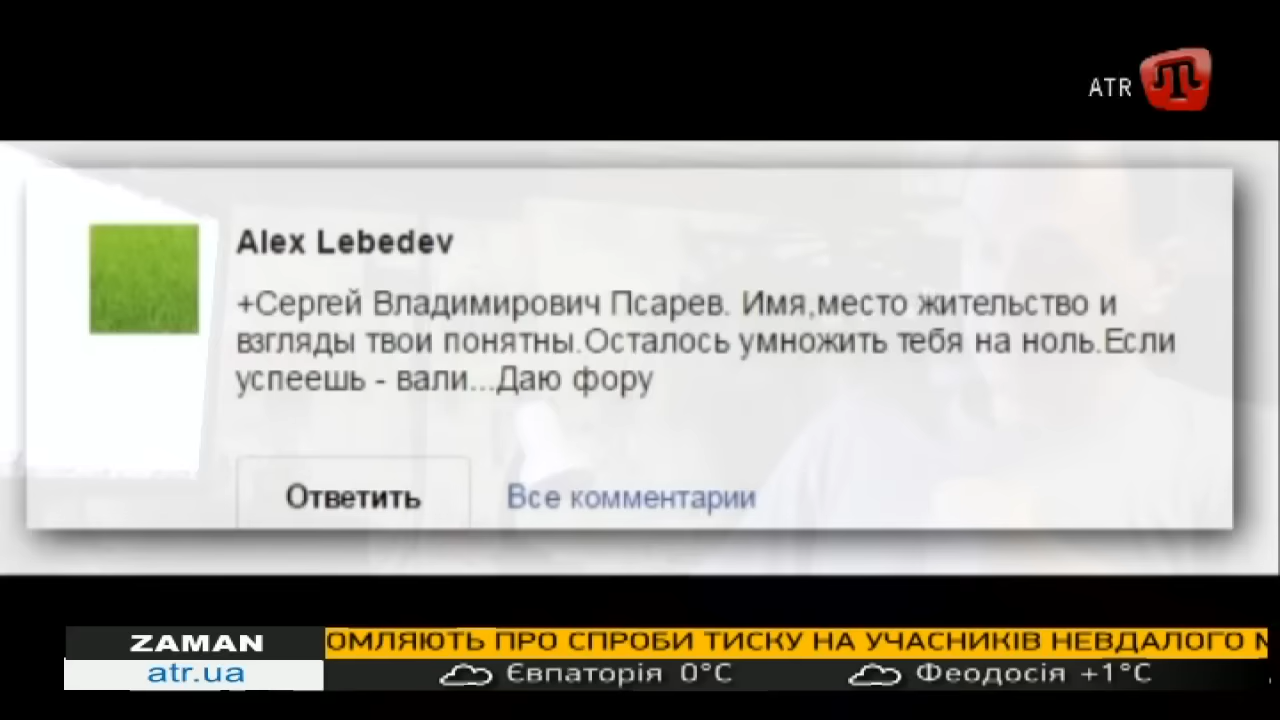 ATR
Alex Lebedev
+Сергей Владимирович Псарев. Имя,место жительство и
взгляды твои понятны.Осталось умножить тебя на ноль.Если
успеешь - вали...Даю фору
Ответить
Все комментарии
ZAMAN
ОМЛЯЮТЬ ПРО СПРОБИ ТИСКУ НА УЧАСНИКІВ НЕВДАЛОГО М
atr.ua
Євпаторія 0°C
Феодосія +1°C